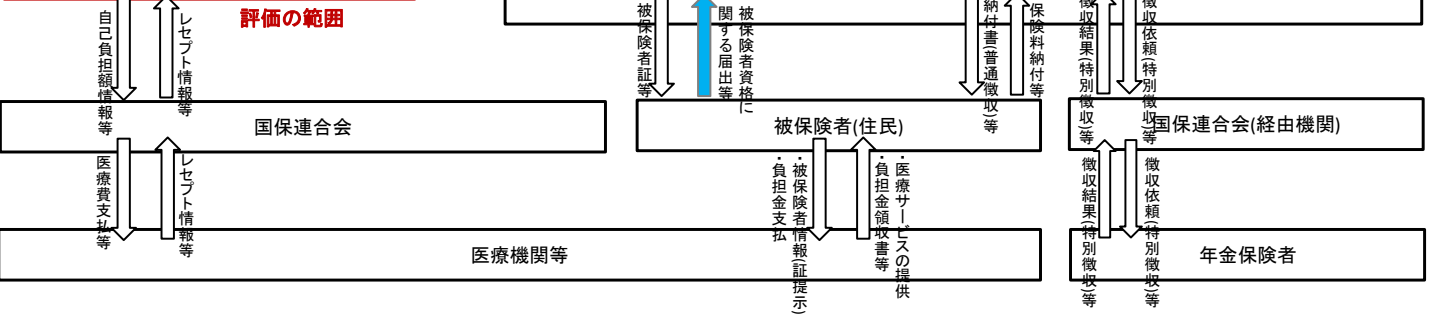 評価の範囲
自己負担額情報等
レセプト情報等
被保険者証等
被保険者資格に
関する届出等
納付書(普通徴収)等
保険料納付等
徴収結果(特別徴収)等
徴収依頼(特別徴収)等
国保連合会
被保険者(住民)
国保連合会(経由機関)
医療費支払等
レセプト情報等
・被保険者情報(証提示)
・負担金支払
・医療サービスの提供
・負担金領収書等
徴収結果(特別徴収)等
徴収依頼(特別徴収)等
医療機関等
年金保険者